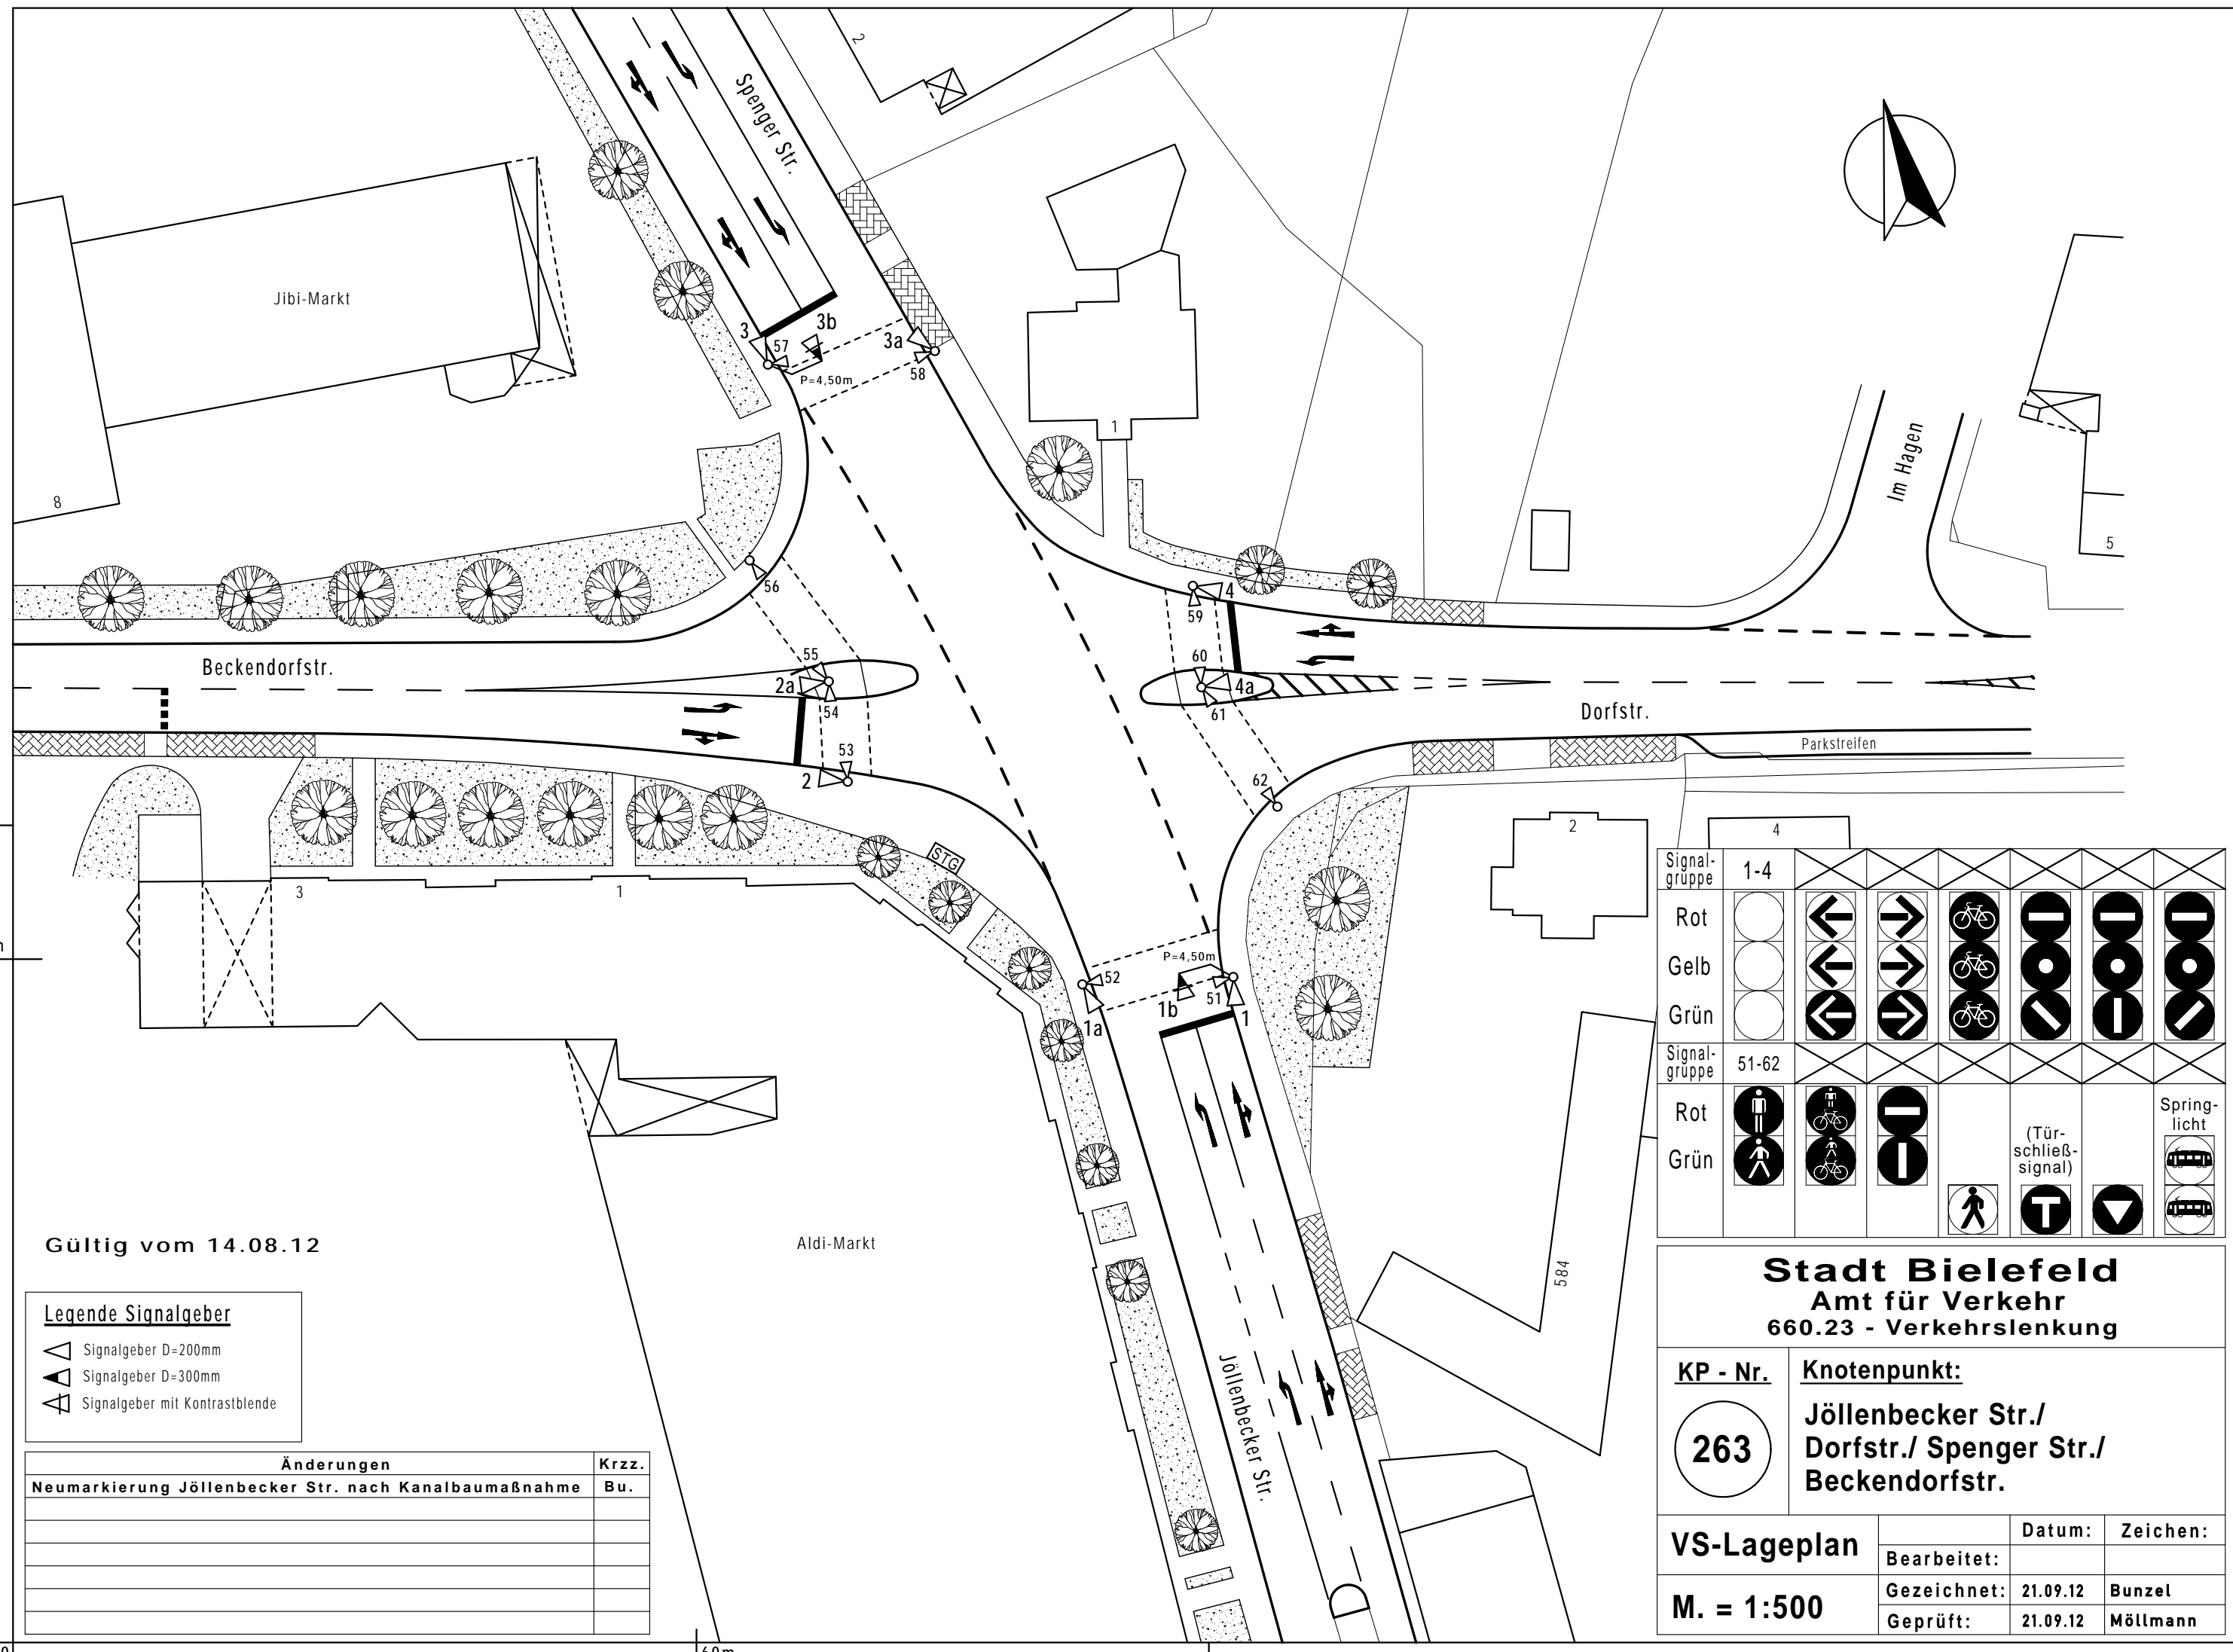 2
Spenger Str.
Jibi-Markt
8
3
57
3b
P=4,50m
3a
58
1
Im Hagen
5
56
59
4
Beckendorfstr.
55
2a
54
60
4a
61
Dorfstr.
Parkstreifen
53
2
62
STG
3
1
2
4
52
1a
P=4,50m
51
1b
1
Aldi-Markt
Jöllenbecker Str.
584
Signal-
gruppe
1-4
Rot
Gelb
Grün
Signal-
gruppe
51-62
Rot
Grün
(Tür-
schließ-
signal)
T
Spring-
licht
Gültig vom 14.08.12
Legende Signalgeber
Signalgeber D=200mm
Signalgeber D=300mm
Signalgeber mit Kontrastblende
Änderungen Krzz.
Neumarkierung Jöllenbecker Str. nach Kanalbaumaßnahme Bu.
Stadt Bielefeld
Amt für Verkehr
660.23 - Verkehrslenkung
KP - Nr.
263
Knotenpunkt:
Jöllenbecker Str./
Dorfstr./ Spenger Str./
Beckendorfstr.
VS-Lageplan
M. = 1:500
Datum: Zeichen:
Bearbeitet:
Gezeichnet: 21.09.12 Bunzel
Geprüft: 21.09.12 Möllmann
60m